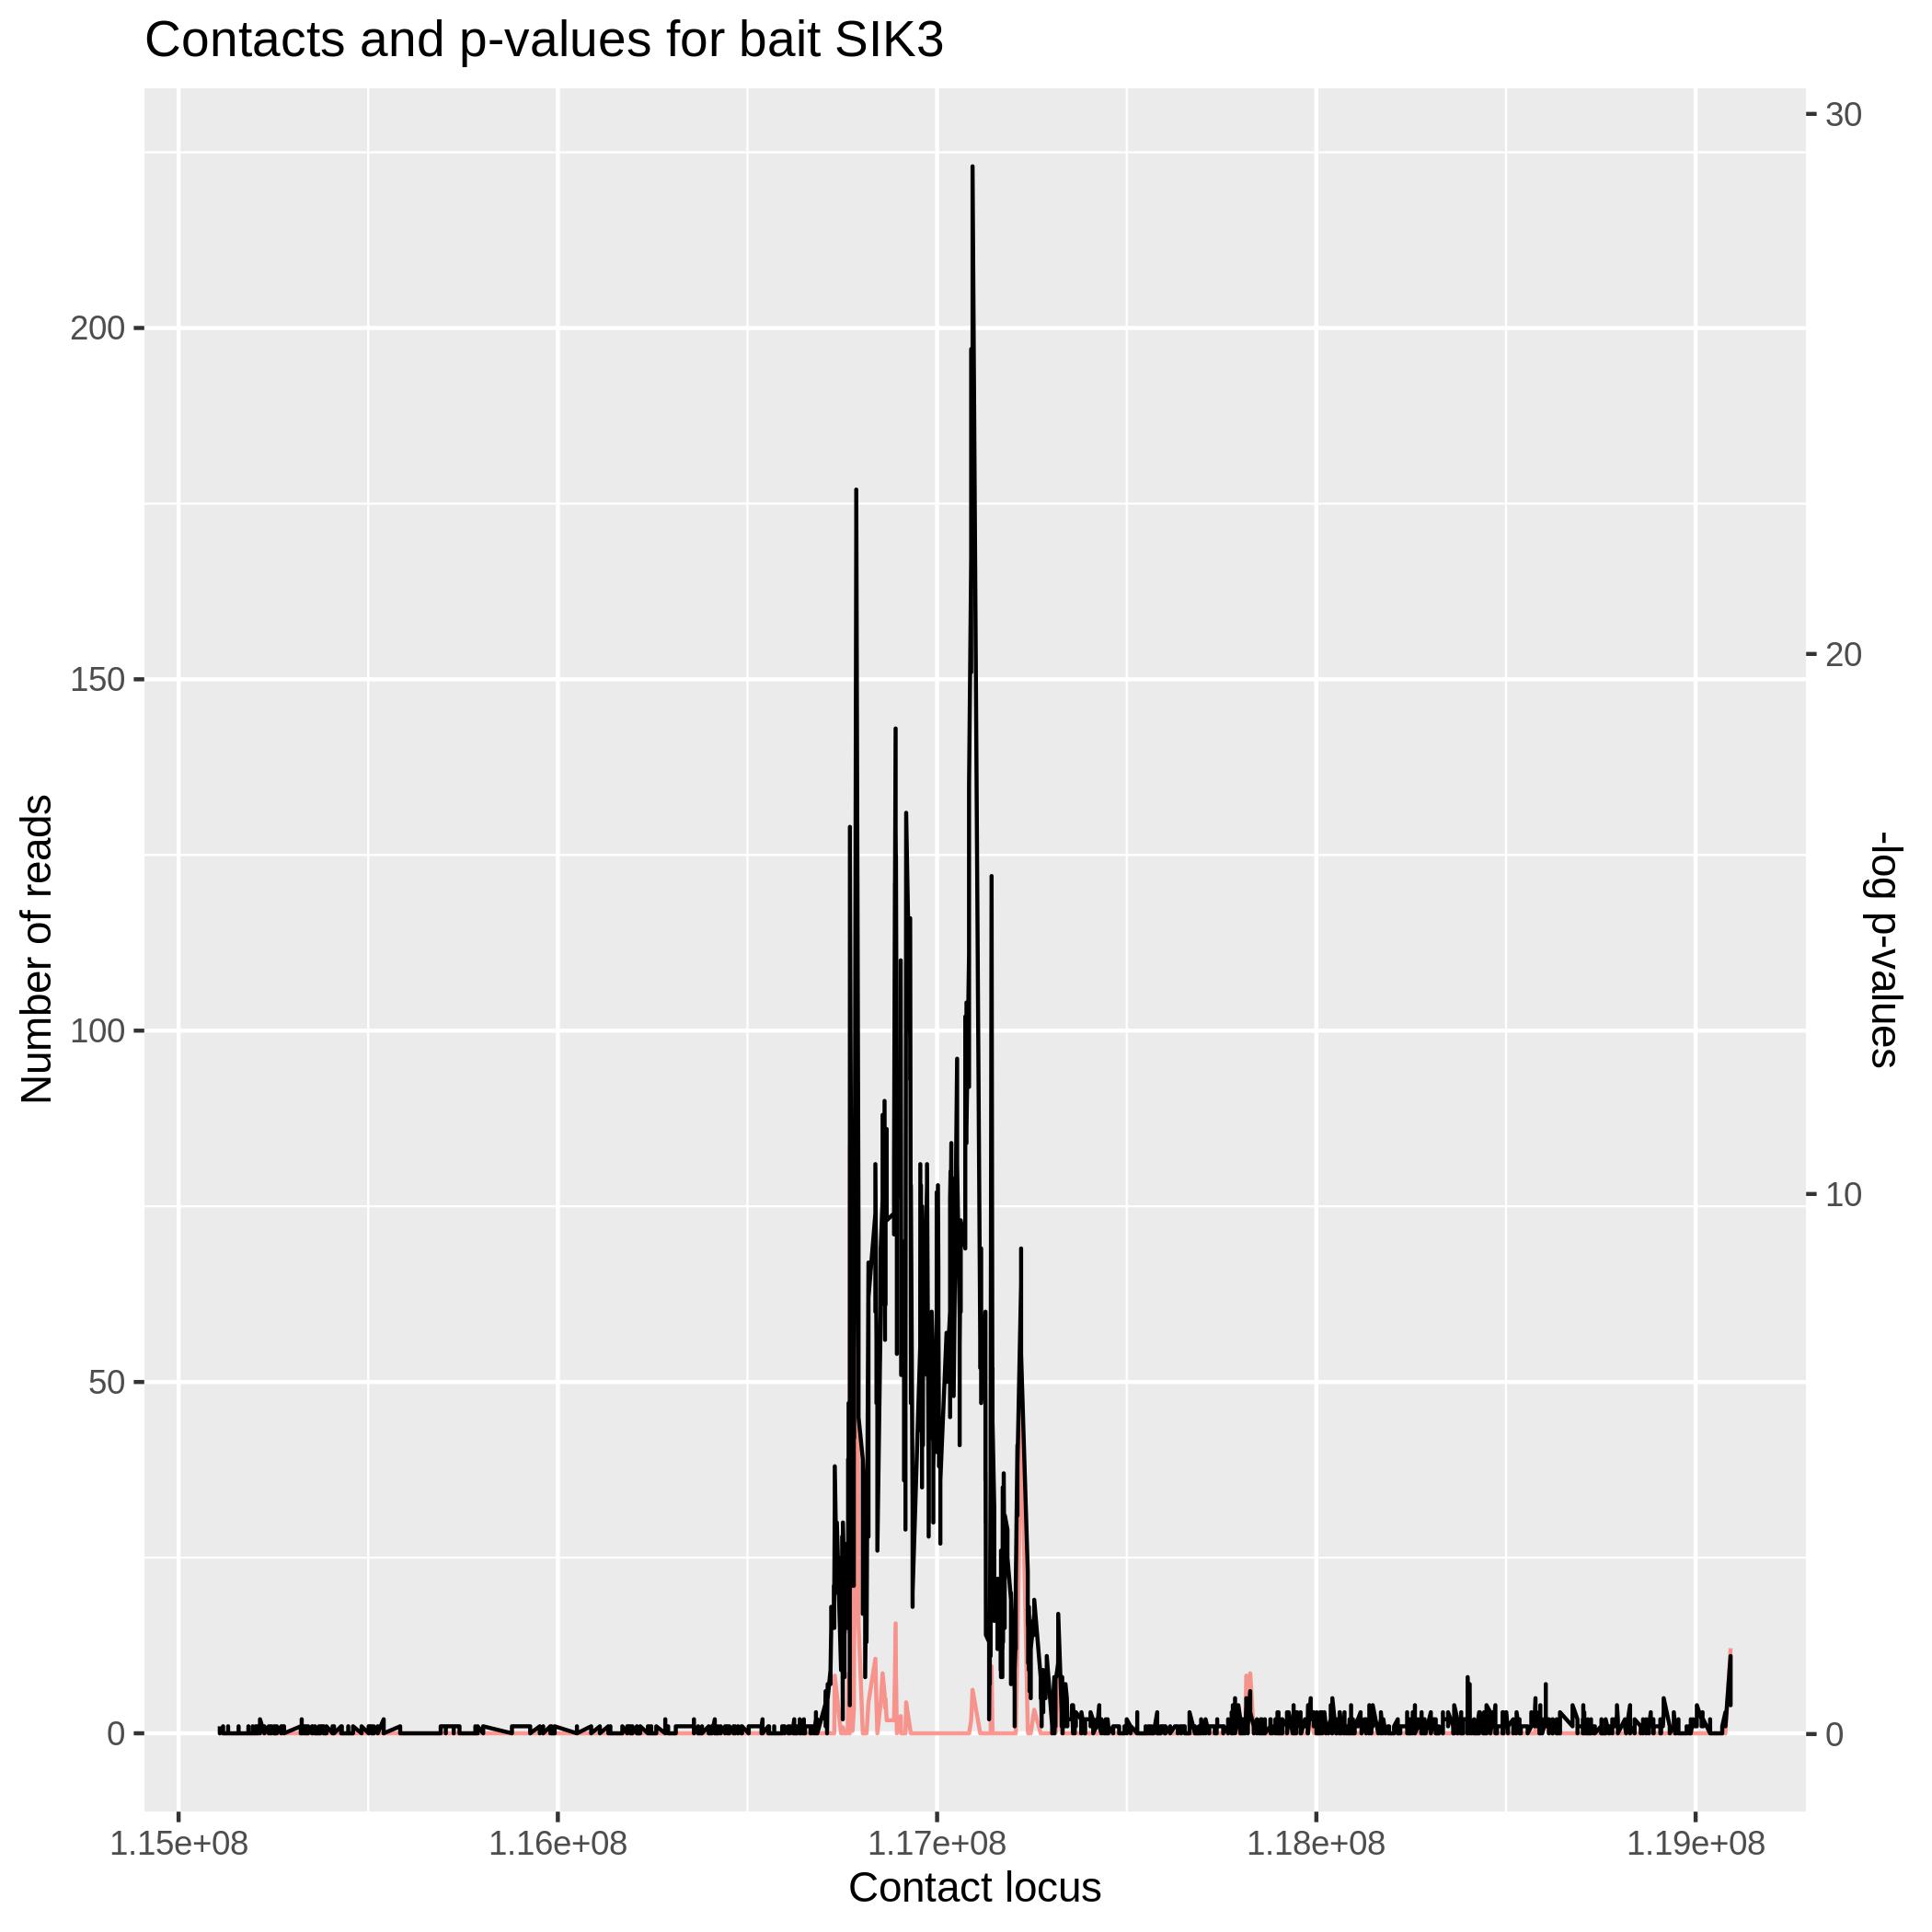 Contacts and p-values for bait SIK3
Number of reads
200
150
100
50
0
30
20
10
0
-log p-values
1.15e+08
1.16e+08
1.17e+08
1.18e+08
1.19e+08
Contact locus